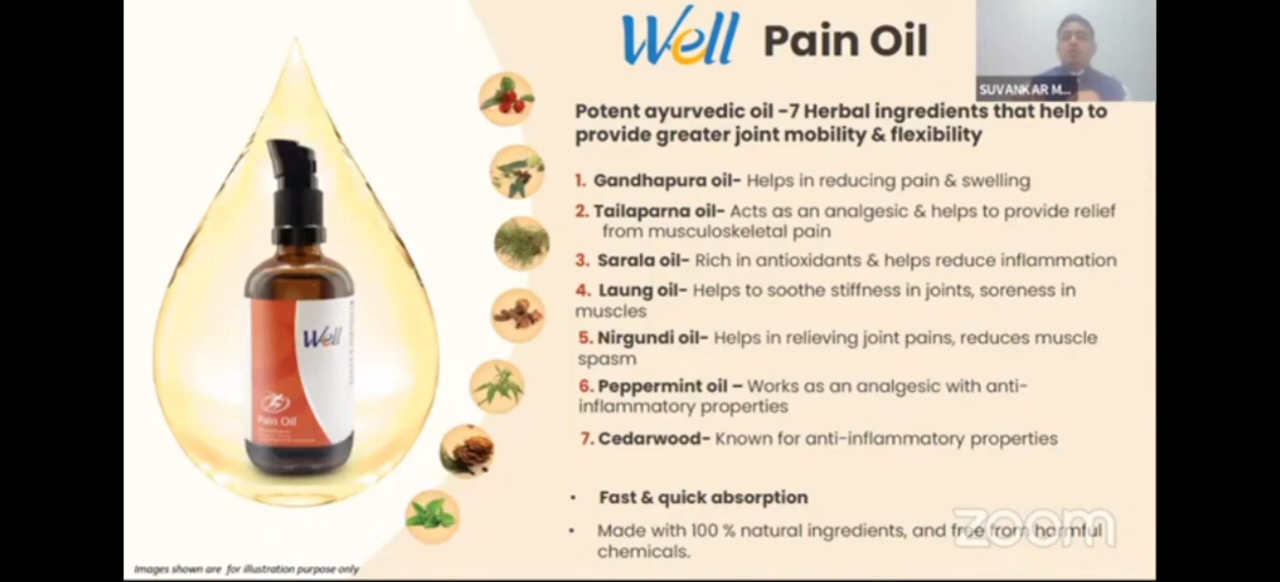 Well Pain Oil
SUVANKAR M...
Potent ayurvedic oil -7 Herbal ingredients that help to
provide greater joint mobility & flexibility
1. Gandhapura oil- Helps in reducing pain & swelling
2. Tailaparna oil- Acts as an analgesic & helps to provide relief
from musculoskeletal pain
3. Sarala oil- Rich in antioxidants & helps reduce inflammation
4. Laung oil- Helps to soothe stiffness in joints, soreness in
muscles
5. Nirgundi oil- Helps in relieving joint pains, reduces muscle
spasm
6. Peppermint oil – Works as an analgesic with anti-
inflammatory properties
7. Cedarwood- Known for anti-inflammatory properties
• Fast & quick absorption
• Made with 100 % natural ingredients, and free from harmful
chemicals.
zoom
Well
Pain Oil
Images shown are for illustration purpose only